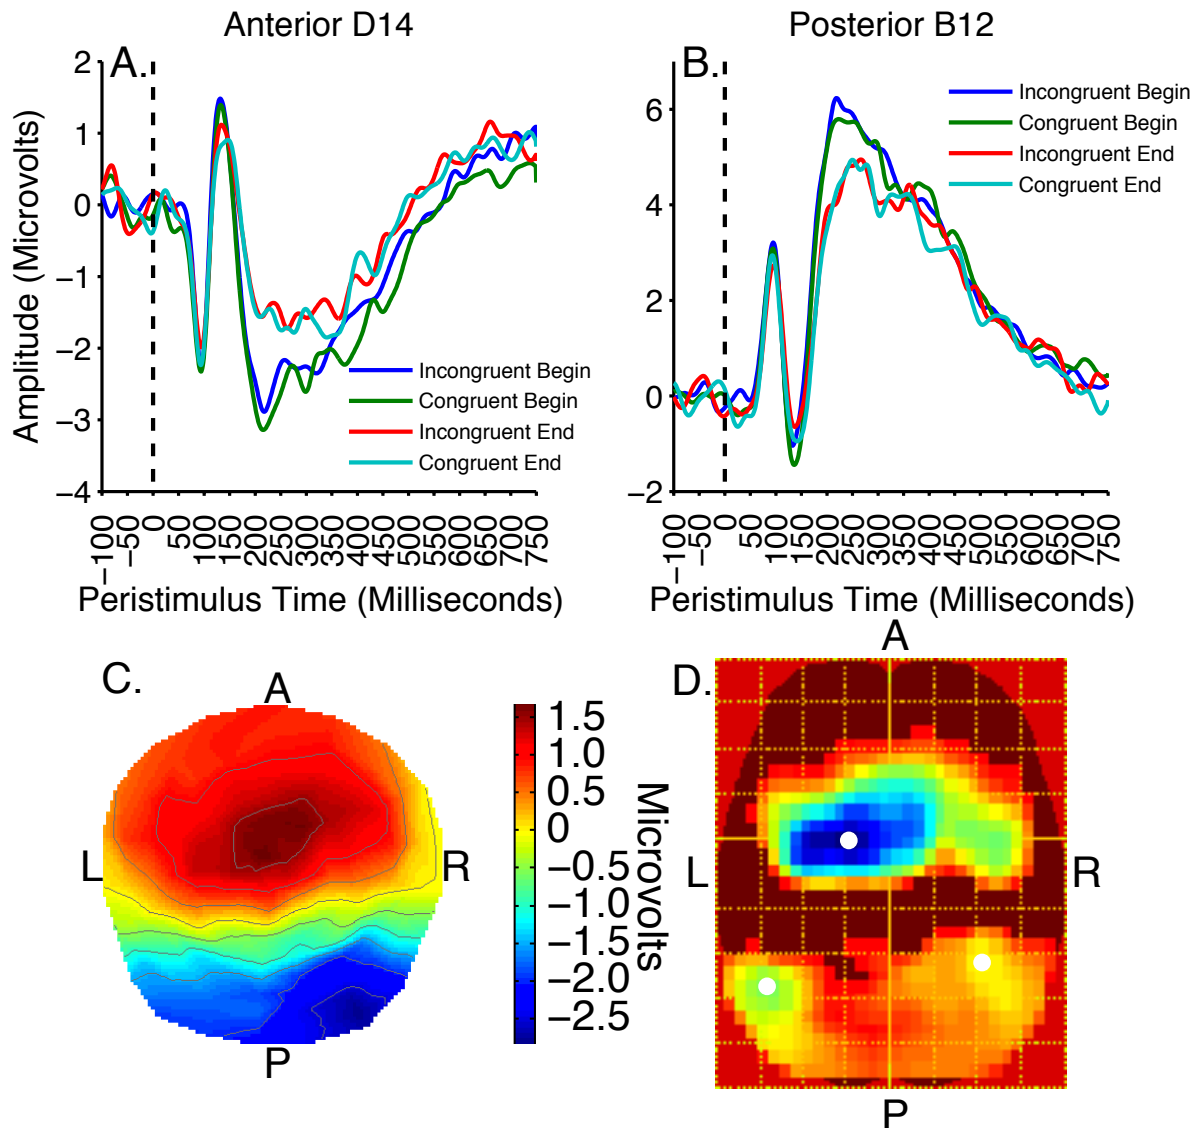 Anterior D14
Posterior B12
A.
B.
Amplitude (Microvolts)
2
1
0
−1
−2
−3
−4
Incongruent Begin
Congruent Begin
Incongruent End
Congruent End
−100
−50
0
50
100
150
200
250
300
350
400
450
500
550
600
650
700
750
Peristimulus Time (Milliseconds)
6
4
2
0
−2
Incongruent Begin
Congruent Begin
Incongruent End
Congruent End
−100
−50
0
50
100
150
200
250
300
350
400
450
500
550
600
650
700
750
Peristimulus Time (Milliseconds)
C.
A
L
R
P
1.5
1.0
0.5
0
−0.5
−1.0
−1.5
−2.0
−2.5
Microvolts
D.
A
L
R
P